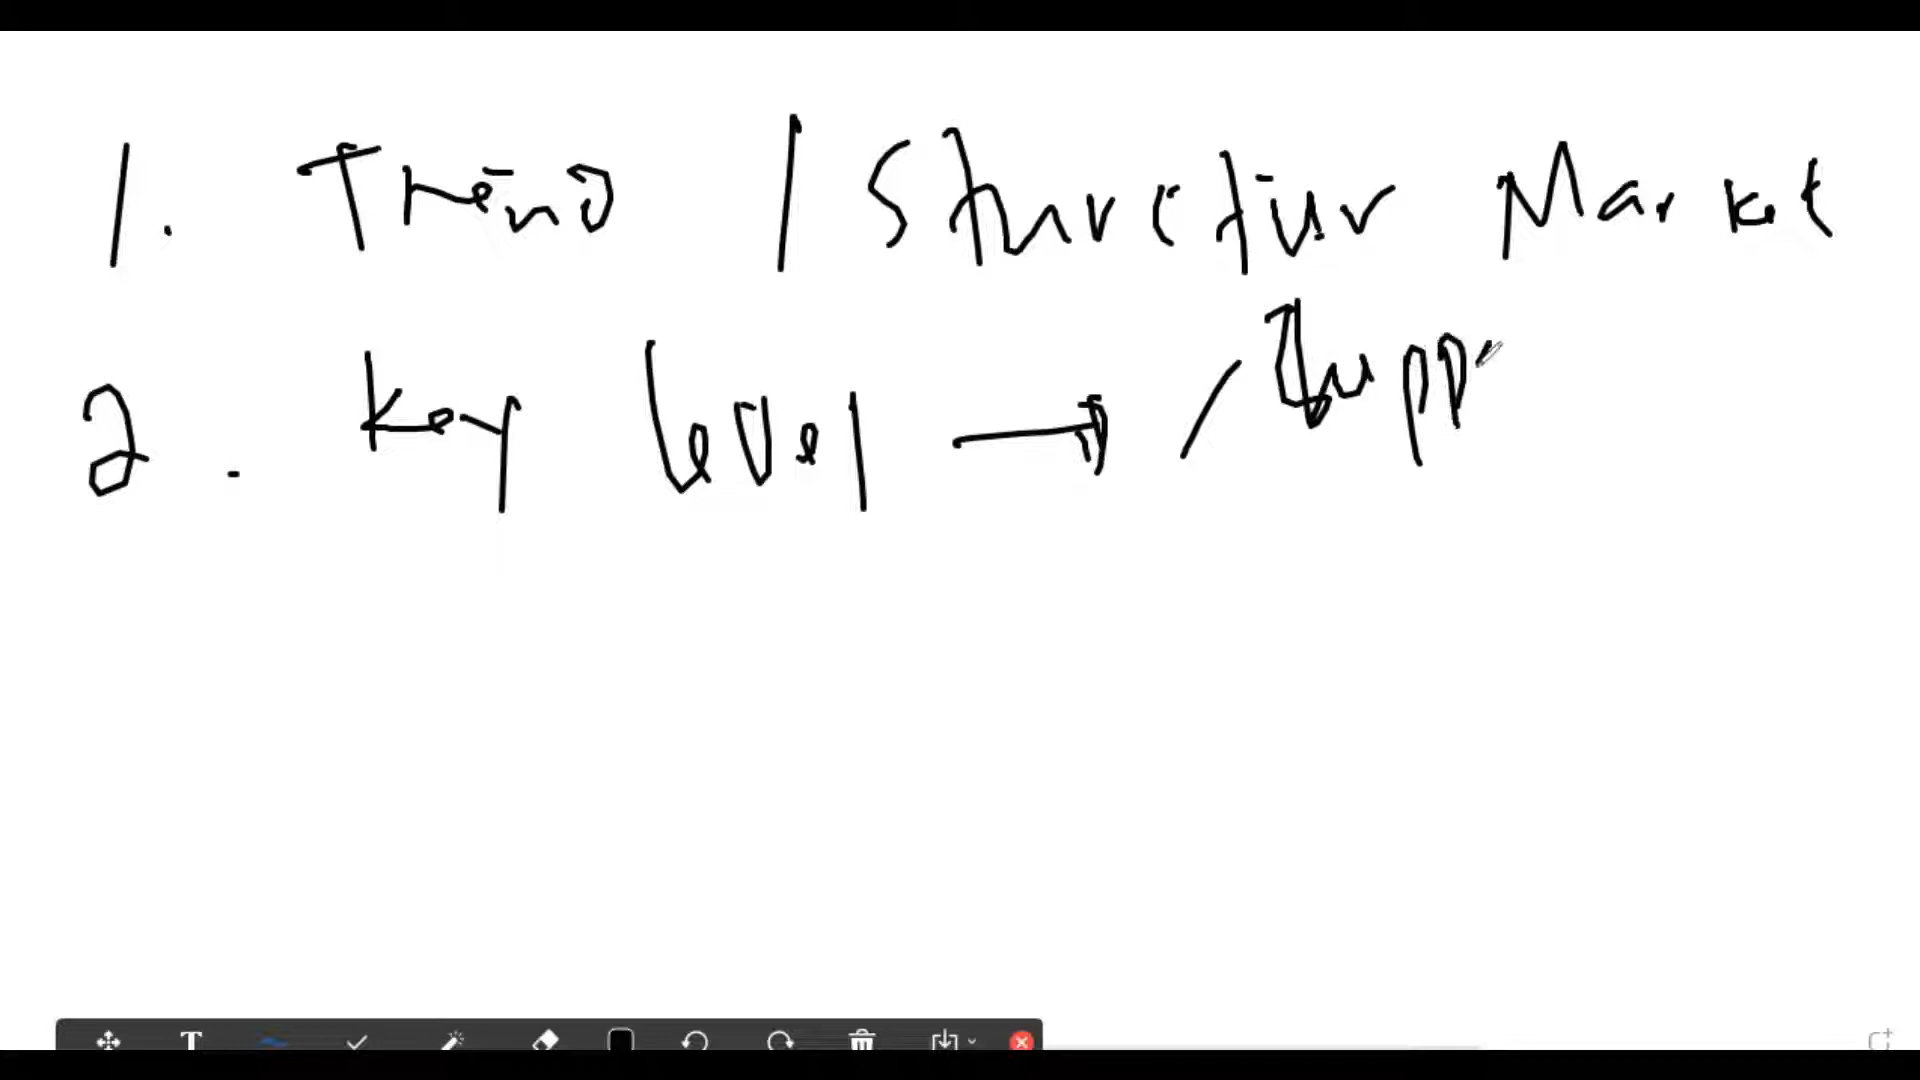 1. Trend / Structur Market
2. key level → / Supp
T